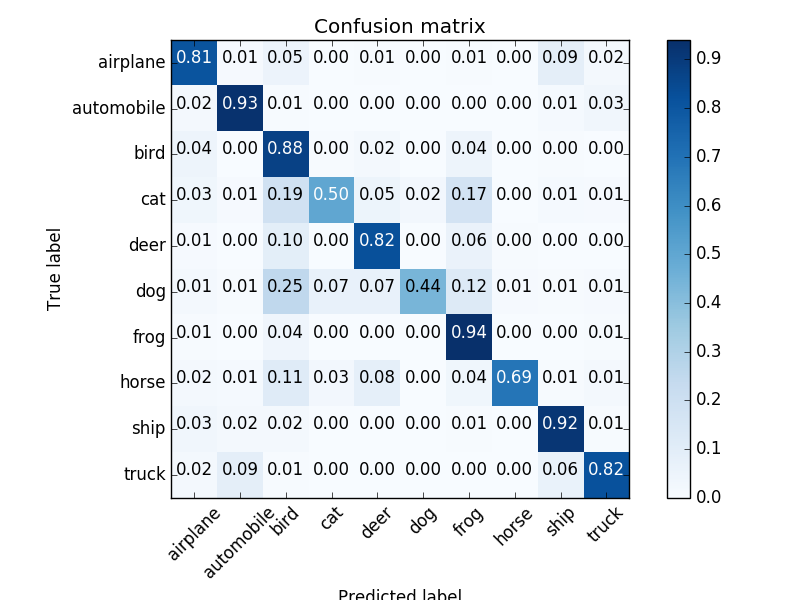 Confusion matrix
True label
airplane 0.81 0.01 0.05 0.00 0.01 0.00 0.01 0.00 0.09 0.02
automobile 0.02 0.93 0.01 0.00 0.00 0.00 0.00 0.00 0.01 0.03
bird 0.04 0.00 0.88 0.00 0.02 0.00 0.04 0.00 0.00 0.00
cat 0.03 0.01 0.19 0.50 0.05 0.02 0.17 0.00 0.01 0.01
deer 0.01 0.00 0.10 0.00 0.82 0.00 0.06 0.00 0.00 0.00
dog 0.01 0.01 0.25 0.07 0.07 0.44 0.12 0.01 0.01 0.01
frog 0.01 0.00 0.04 0.00 0.00 0.00 0.94 0.00 0.00 0.01
horse 0.02 0.01 0.11 0.03 0.08 0.00 0.04 0.69 0.01 0.01
ship 0.03 0.02 0.02 0.00 0.00 0.00 0.01 0.00 0.92 0.01
truck 0.02 0.09 0.01 0.00 0.00 0.00 0.00 0.00 0.06 0.82
airplane automobile bird cat deer dog frog horse ship truck
Predicted label
0.9
0.8
0.7
0.6
0.5
0.4
0.3
0.2
0.1
0.0